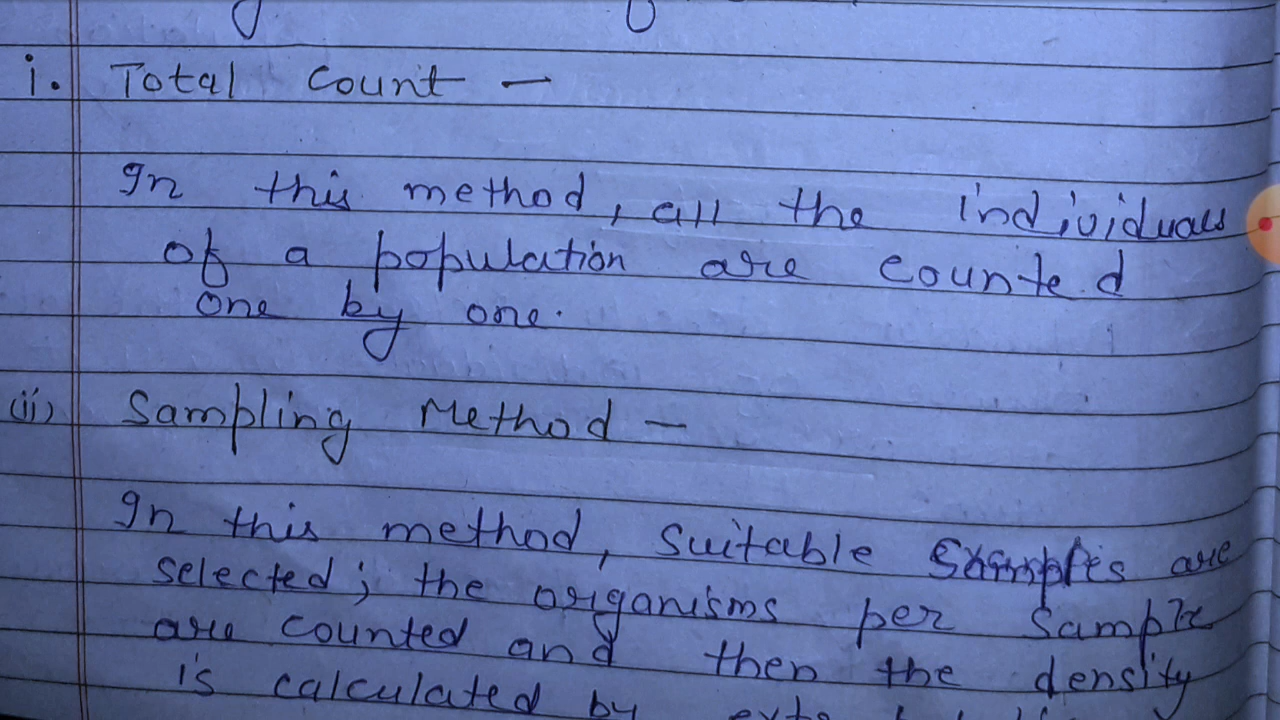 i. Total count -
In this method, all the individuals
of a population are counted
one by one.
(ii) Sampling Method -
In this method, suitable samples are
selected; the organisms per sample
are counted and then the density
is calculated by